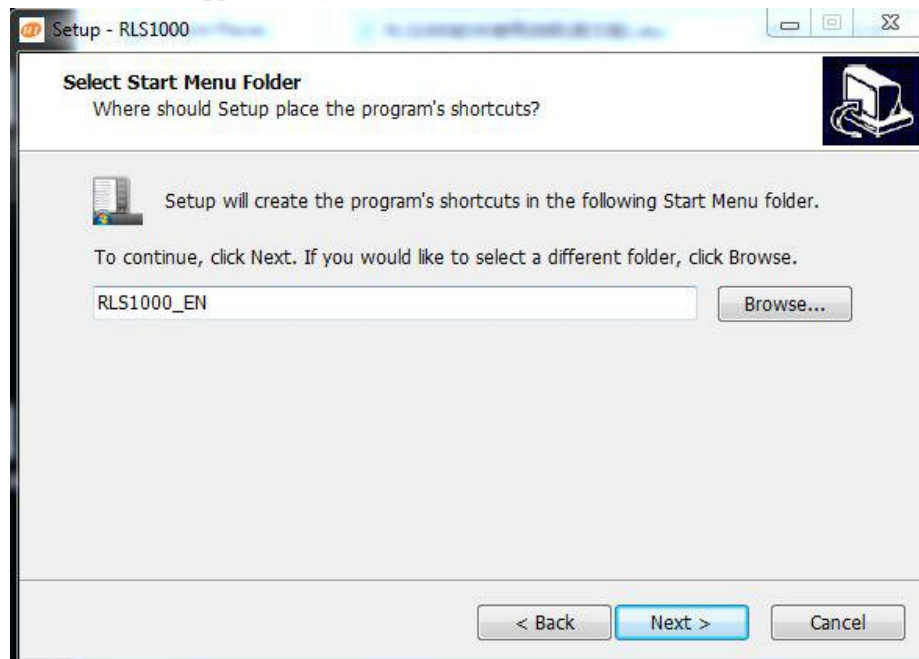 Setup - RLS1000
Select Start Menu Folder
Where should Setup place the program's shortcuts?
Setup will create the program's shortcuts in the following Start Menu folder.
To continue, click Next. If you would like to select a different folder, click Browse.
RLS1000_EN
Browse...
< Back
Next >
Cancel